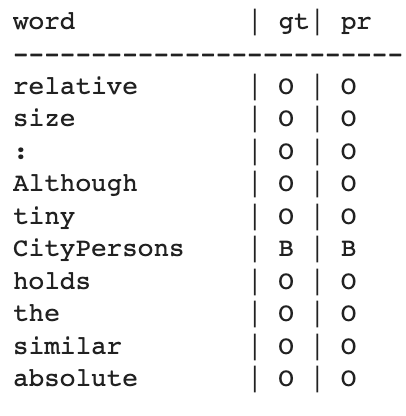 word | gt| pr
--------------------------
relative | O | O
size | O | O
: | O | O
Although | O | O
tiny | O | O
CityPersons | B | B
holds | O | O
the | O | O
similar | O | O
absolute | O | O